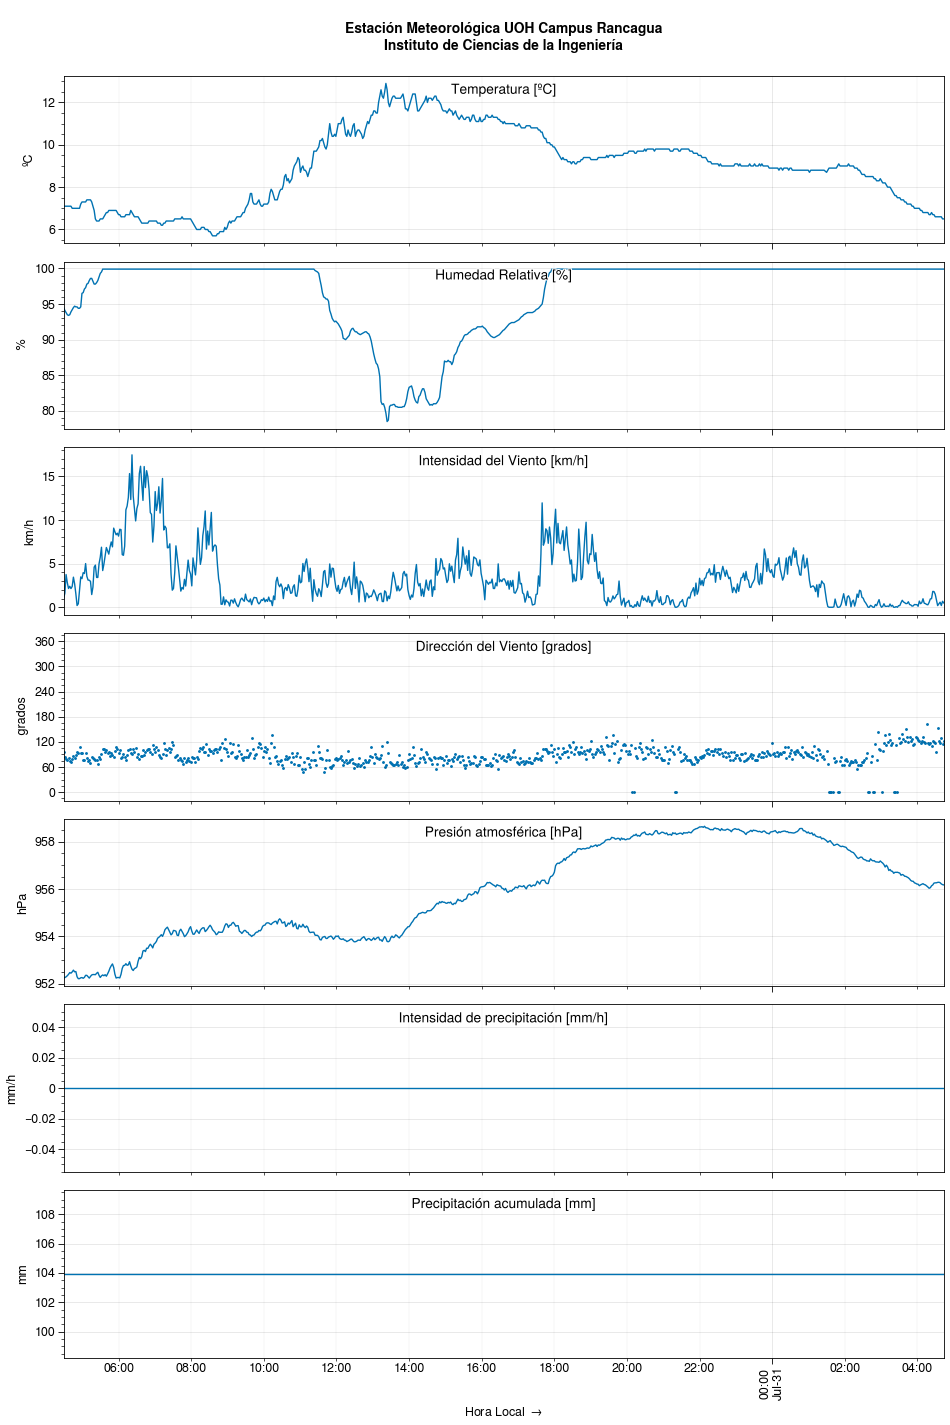 Estación Meteorológica UOH Campus Rancagua
Instituto de Ciencias de la Ingeniería
Temperatura [ºC]
ºC
12
10
8
6
Humedad Relativa [%]
%
100
95
90
85
80
Intensidad del Viento [km/h]
km/h
15
10
5
0
Dirección del Viento [grados]
grados
360
300
240
180
120
60
0
Presión atmosférica [hPa]
hPa
958
956
954
952
Intensidad de precipitación [mm/h]
mm/h
0.04
0.02
0
−0.02
−0.04
Precipitación acumulada [mm]
mm
108
106
104
102
100
06:00 08:00 10:00 12:00 14:00 16:00 18:00 20:00 22:00 00:00 02:00 04:00
Jul-31
Hora Local →